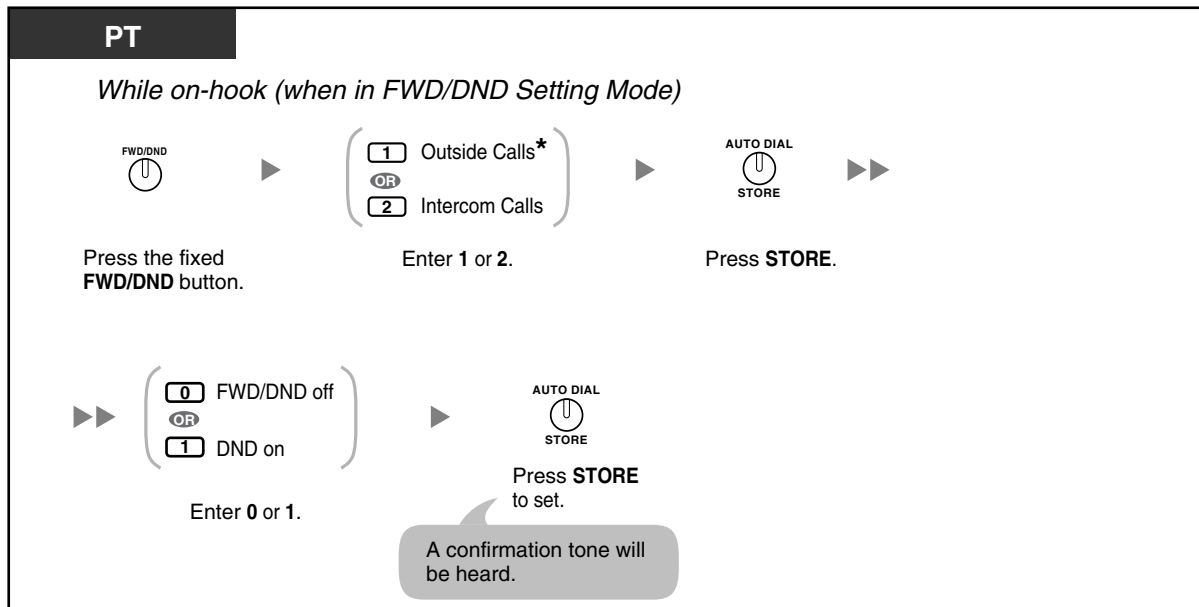 PT
While on-hook (when in FWD/DND Setting Mode)
FWD/DND
1 Outside Calls*
OR
2 Intercom Calls
AUTO DIAL
STORE
Press the fixed
FWD/DND button.
Enter 1 or 2.
Press STORE.
0 FWD/DND off
OR
1 DND on
AUTO DIAL
STORE
Enter 0 or 1.
Press STORE
to set.
A confirmation tone will
be heard.